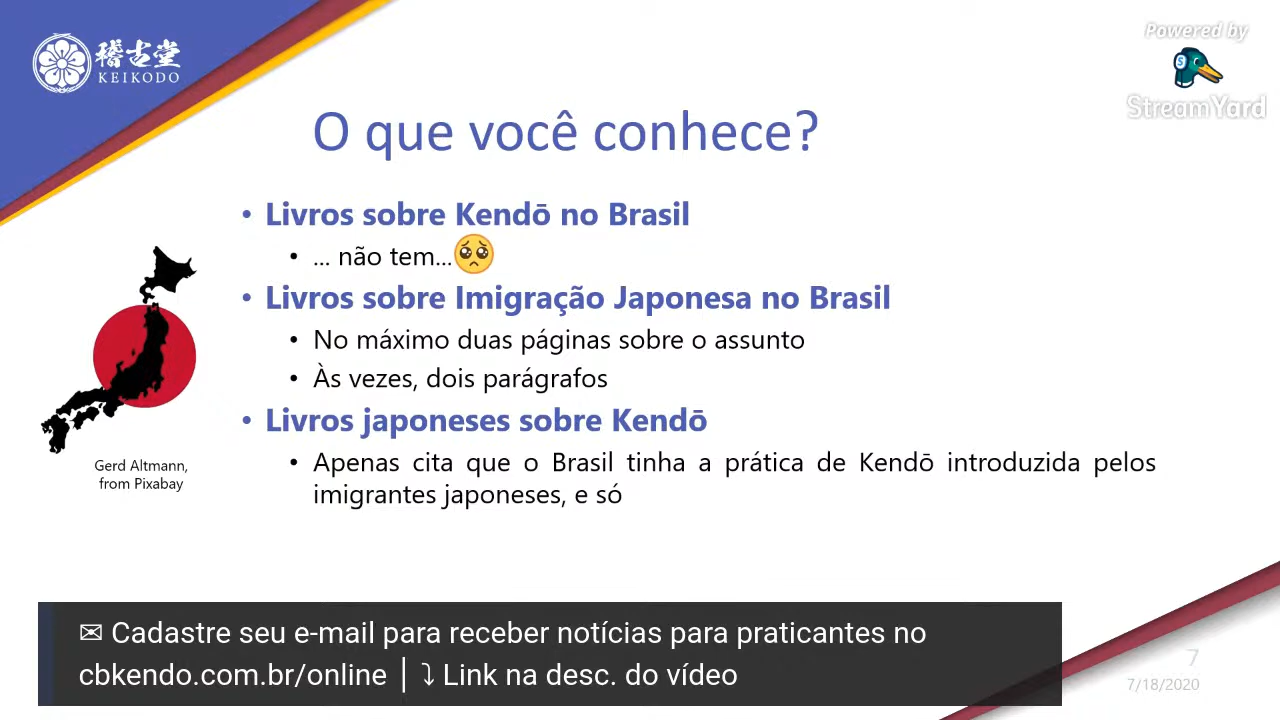 稽古堂
KEIKODO
Powered by
StreamYard
O que você conhece?
• Livros sobre Kendō no Brasil
• ... não tem...🥺
• Livros sobre Imigração Japonesa no Brasil
• No máximo duas páginas sobre o assunto
• Às vezes, dois parágrafos
• Livros japoneses sobre Kendō
• Apenas cita que o Brasil tinha a prática de Kendō introduzida pelos
imigrantes japoneses, e só
Gerd Altmann,
from Pixabay
✉ Cadastre seu e-mail para receber notícias para praticantes no
cbkendo.com.br/online │ ⤵ Link na desc. do vídeo
7
7/18/2020